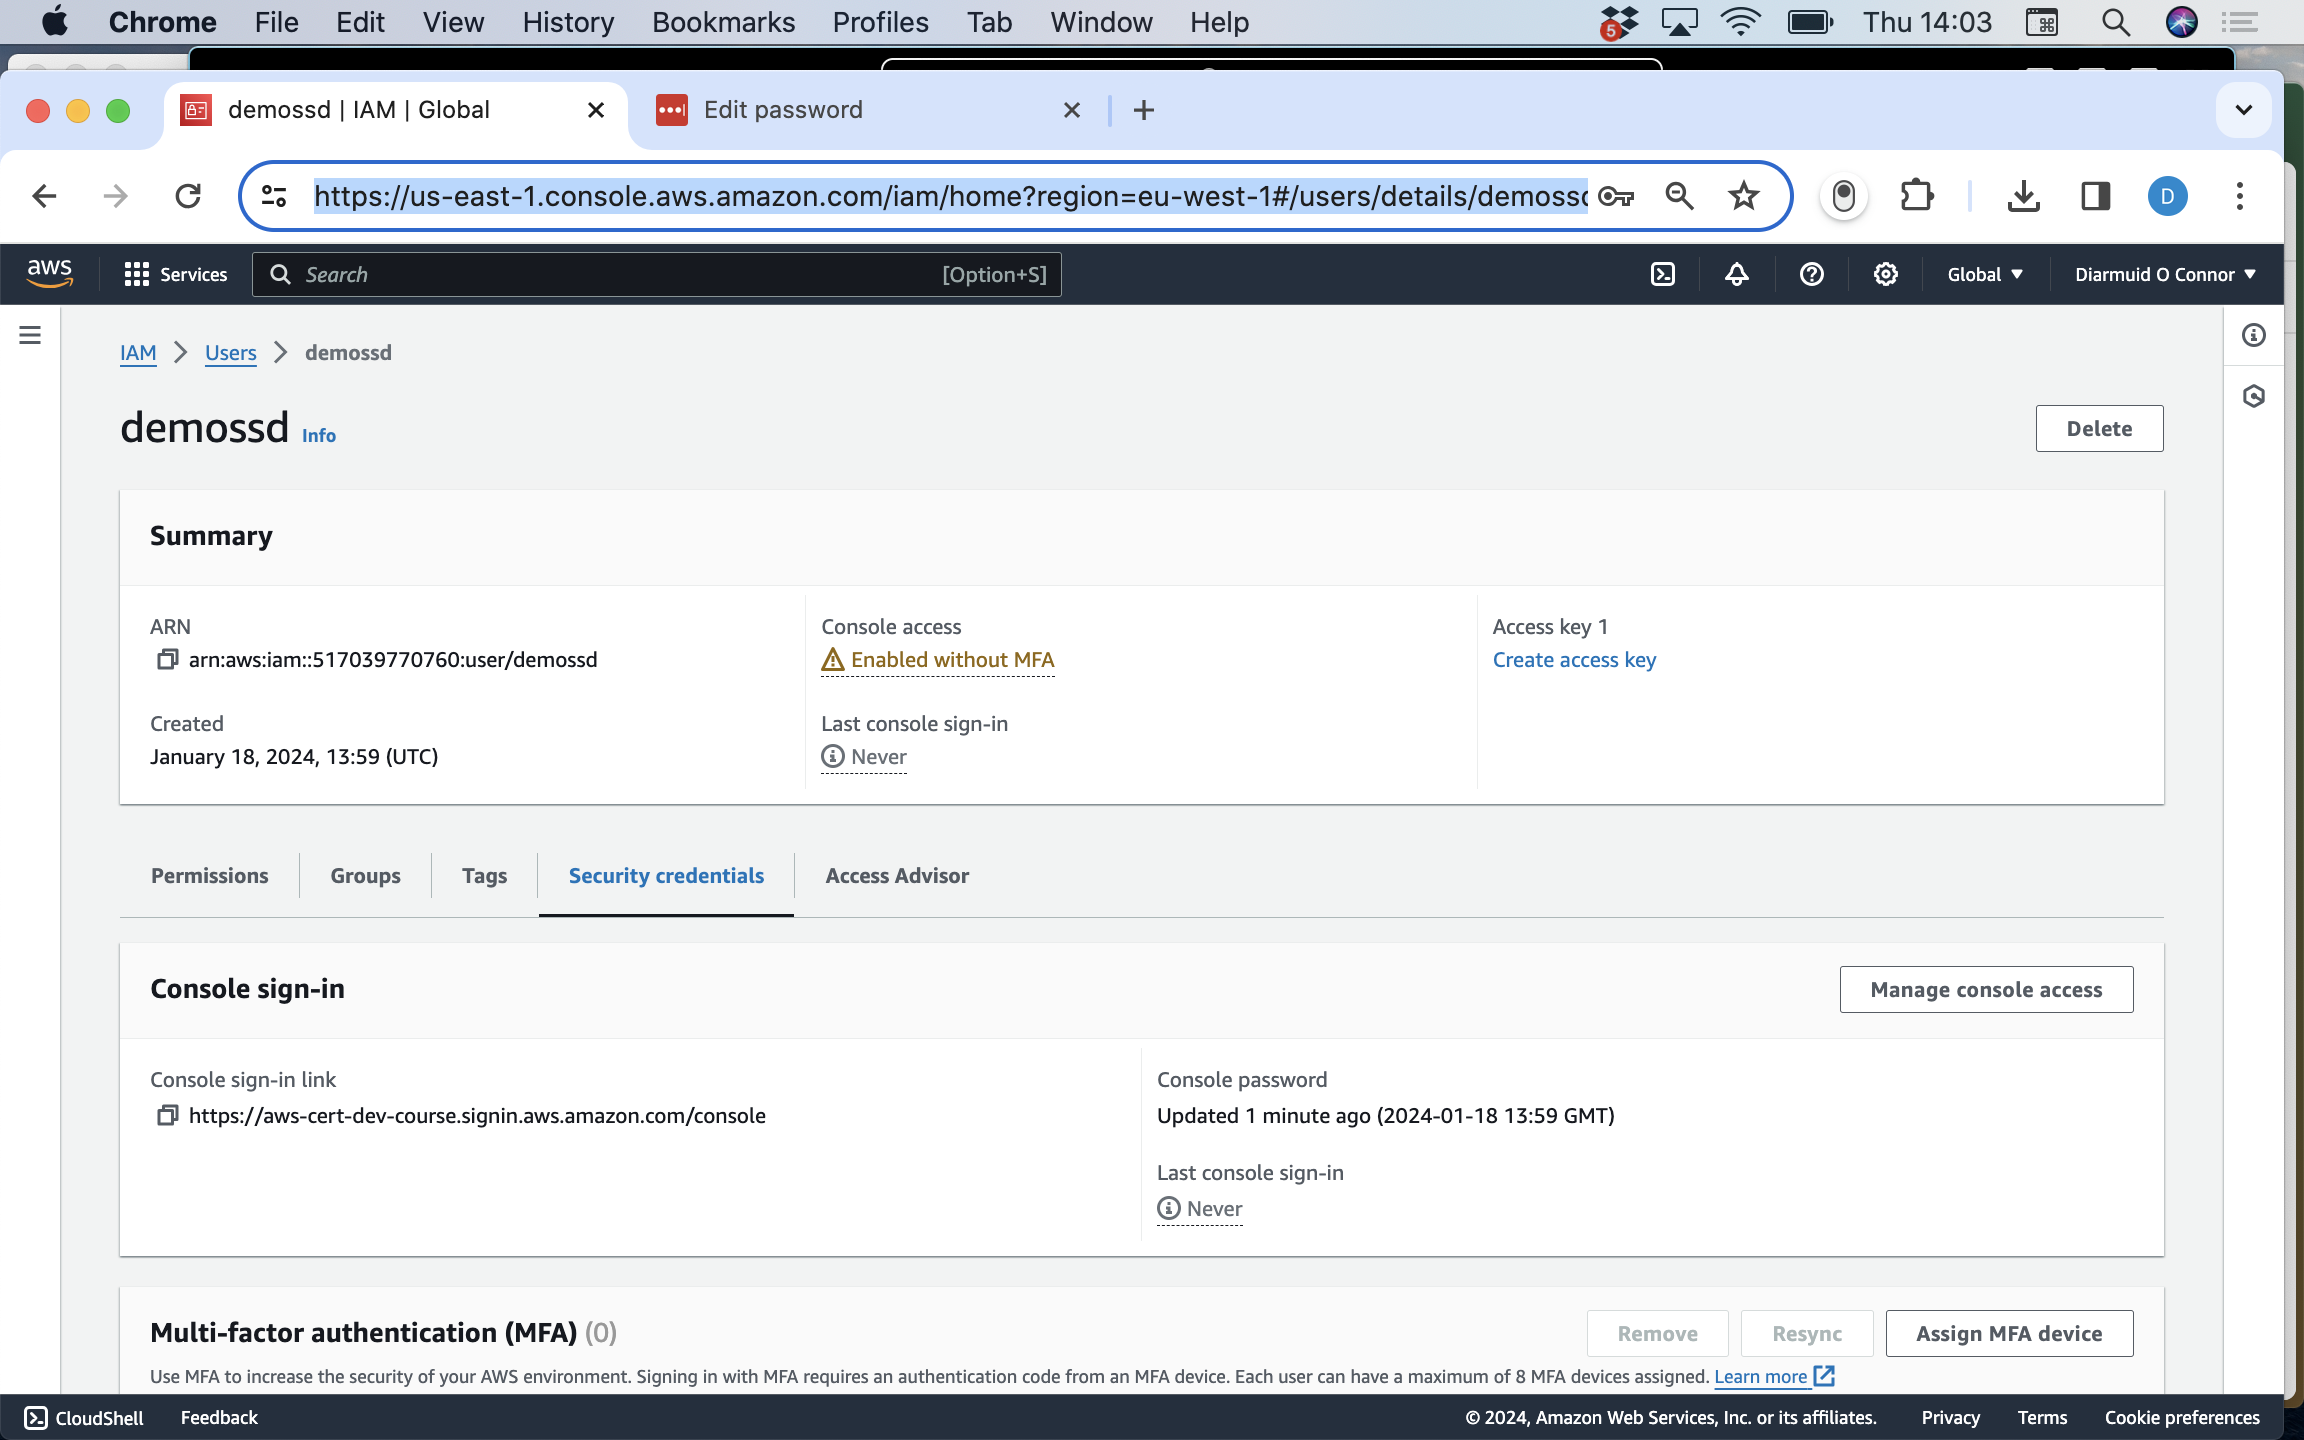 Chrome File Edit View History Bookmarks Profiles Tab Window Help 5 Thu 14:03
demossd | IAM | Global Edit password
https://us-east-1.console.aws.amazon.com/iam/home?region=eu-west-1#/users/details/demossd D
aws Services Search [Option+S] Global Diarmuid O Connor
IAM > Users > demossd
demossd Info Delete
Summary
ARN
arn:aws:iam::517039770760:user/demossd
Created
January 18, 2024, 13:59 (UTC)
Console access
Enabled without MFA
Last console sign-in
Never
Access key 1
Create access key
Permissions Groups Tags Security credentials Access Advisor
Console sign-in Manage console access
Console sign-in link
https://aws-cert-dev-course.signin.aws.amazon.com/console
Console password
Updated 1 minute ago (2024-01-18 13:59 GMT)
Last console sign-in
Never
Multi-factor authentication (MFA) (0) Remove Resync Assign MFA device
Use MFA to increase the security of your AWS environment. Signing in with MFA requires an authentication code from an MFA device. Each user can have a maximum of 8 MFA devices assigned. Learn more
CloudShell Feedback © 2024, Amazon Web Services, Inc. or its affiliates. Privacy Terms Cookie preferences